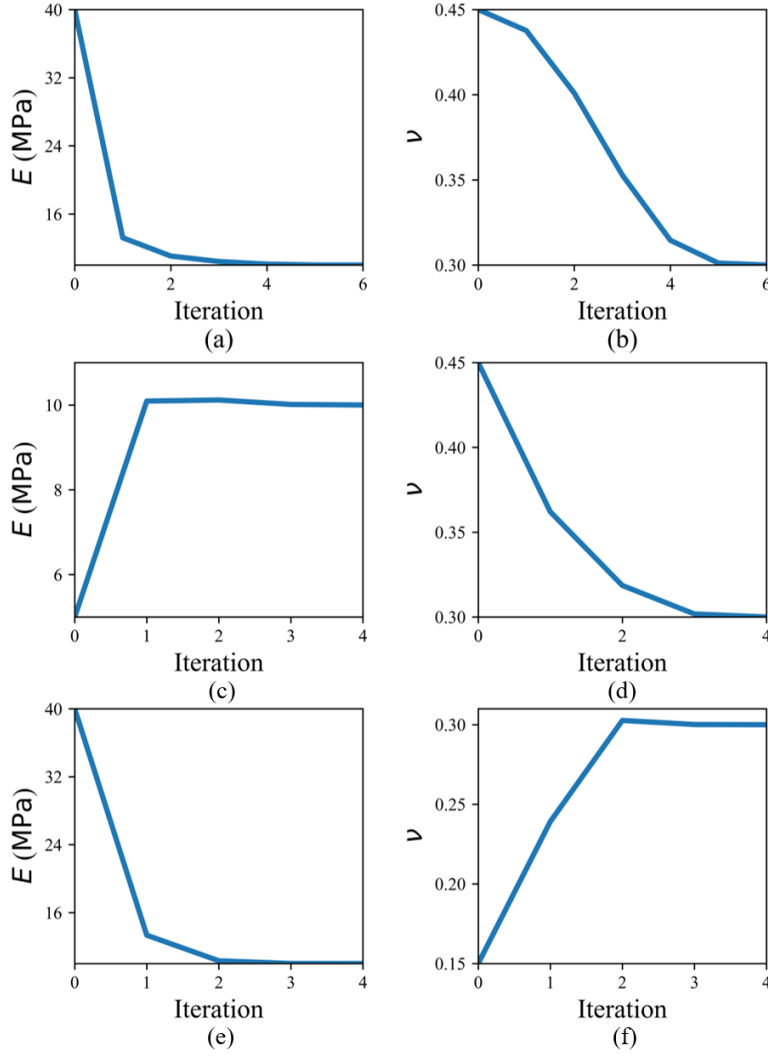 40
32
24
16
E (MPa)
0 2 4 6
Iteration
(a)
0.45
0.40
0.35
0.30
ν
0 2 4 6
Iteration
(b)
10
8
6
E (MPa)
0 1 2 3 4
Iteration
(c)
0.45
0.40
0.35
0.30
ν
0 2 4
Iteration
(d)
40
32
24
16
E (MPa)
0 1 2 3 4
Iteration
(e)
0.30
0.25
0.20
0.15
ν
0 1 2 3 4
Iteration
(f)